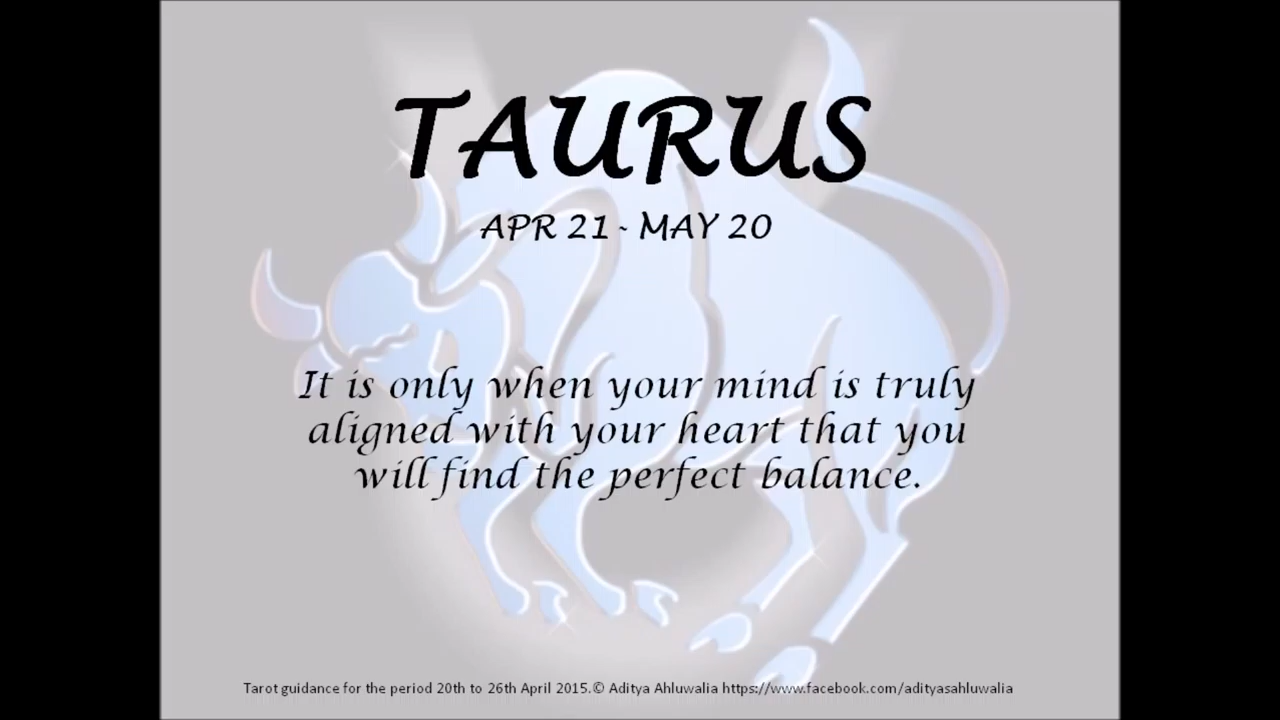 TAURUS
APR 21 - MAY 20
It is only when your mind is truly
aligned with your heart that you
will find the perfect balance.
Tarot guidance for the period 20th to 26th April 2015.© Aditya Ahluwalia https://www.facebook.com/adityasahluwalia